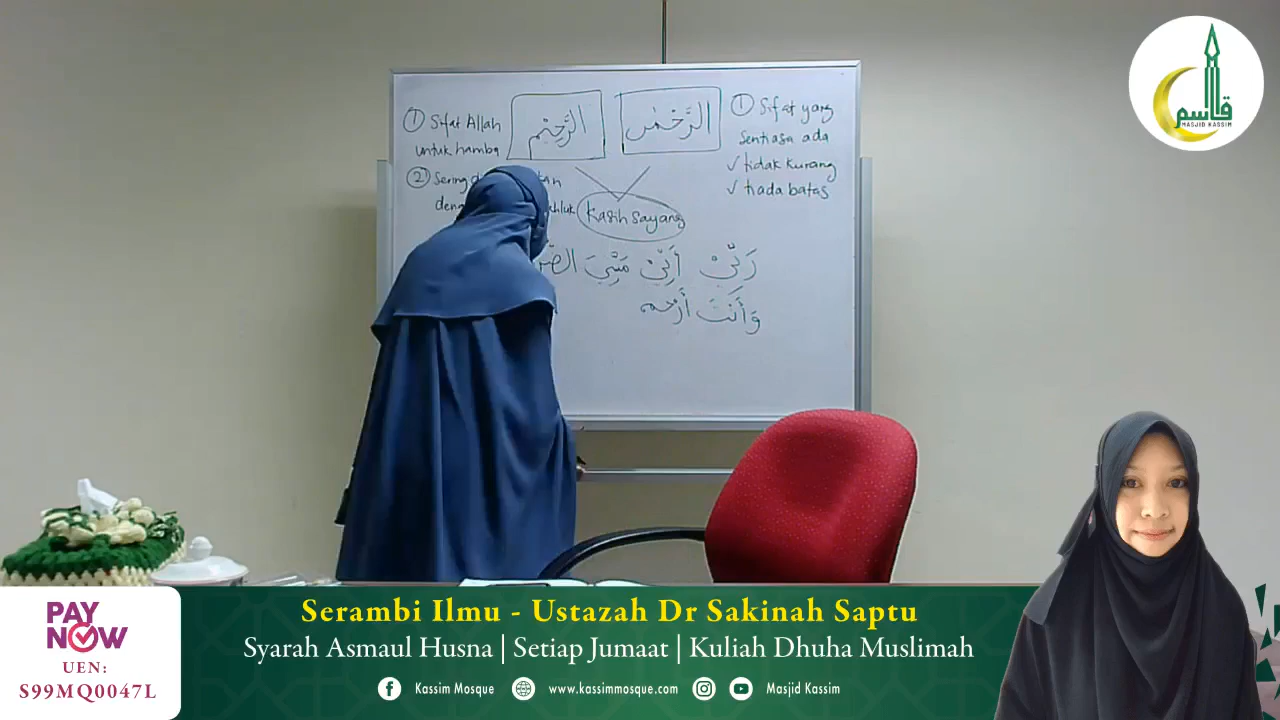 الرَّحْمٰن
الرَّحِيْم
① Sifat yang
sentiasa ada
✓ tidak kurang
✓ tiada batas
① Sifat Allah
untuk hamba
② Sering
Kasih sayang
رَبِّيْ أَنِّيْ مَسَّنِيَ الضُّرّ
وَأَنْتَ أَرْحَم
قاسم
MASJID KASSIM
PAY
NOW
UEN:
S99MQ0047L
Serambi Ilmu - Ustazah Dr Sakinah Saptu
Syarah Asmaul Husna | Setiap Jumaat | Kuliah Dhuha Muslimah
Kassim Mosque www.kassimmosque.com Masjid Kassim